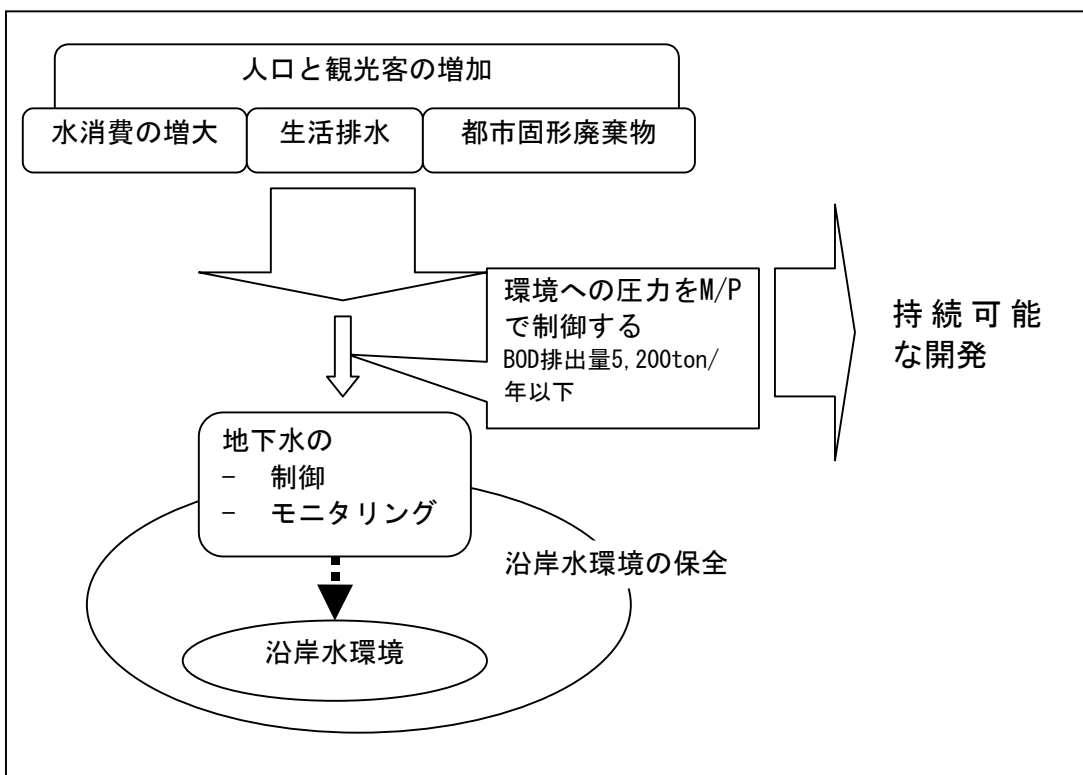 人口と観光客の増加
水消費の増大
生活排水
都市固形廃棄物
環境への圧力をM/P
で制御する
BOD排出量5,200ton/
年以下
持続可能
な開発
地下水の
- 制御
- モニタリング
沿岸水環境の保全
沿岸水環境